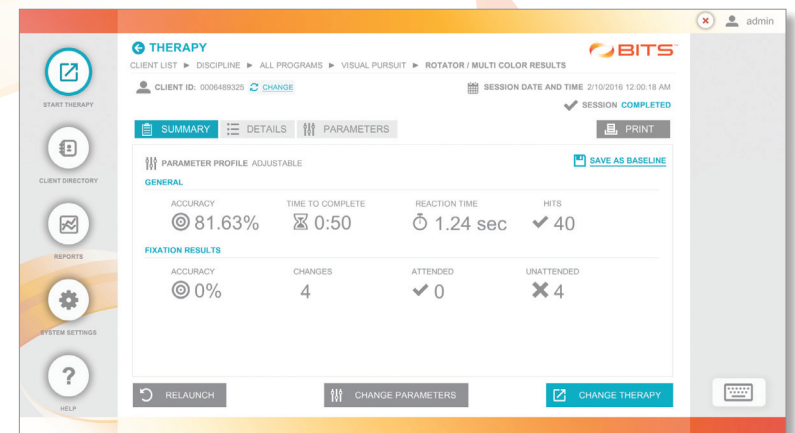 admin
THERAPY
BITS
CLIENT LIST ► DISCIPLINE ► ALL PROGRAMS ► VISUAL PURSUIT ► ROTATOR / MULTI COLOR RESULTS
CLIENT ID: 0006489325 CHANGE
SESSION DATE AND TIME 2/10/2016 12:00:18 AM
SESSION COMPLETED
START THERAPY
SUMMARY DETAILS PARAMETERS PRINT
PARAMETER PROFILE ADJUSTABLE SAVE AS BASELINE
GENERAL
CLIENT DIRECTORY
ACCURACY TIME TO COMPLETE REACTION TIME HITS
81.63% 0:50 1.24 sec 40
REPORTS
FIXATION RESULTS
ACCURACY CHANGES ATTENDED UNATTENDED
0% 4 0 4
SYSTEM SETTINGS
?
HELP
RELAUNCH CHANGE PARAMETERS CHANGE THERAPY